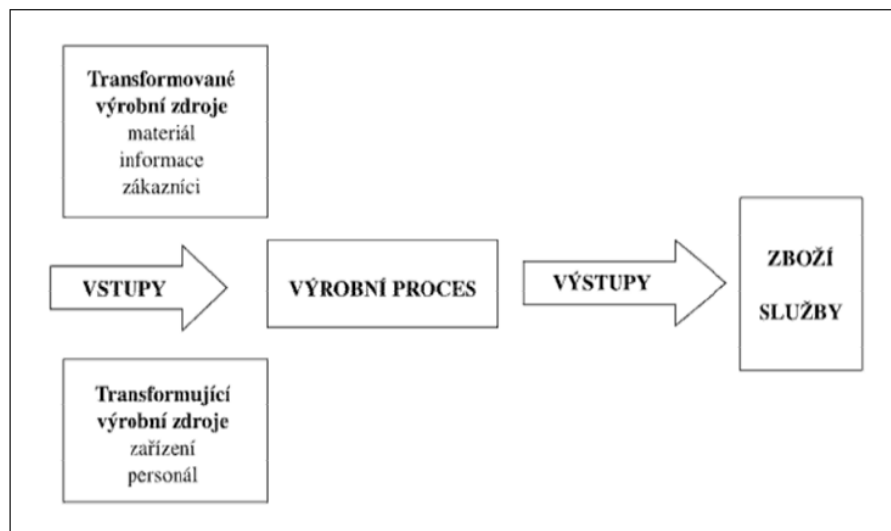 Transformované
výrobní zdroje
materiál
informace
zákazníci
VSTUPY
VÝROBNÍ PROCES
VÝSTUPY
ZBOŽÍ
SLUŽBY
Transformující
výrobní zdroje
zařízení
personál